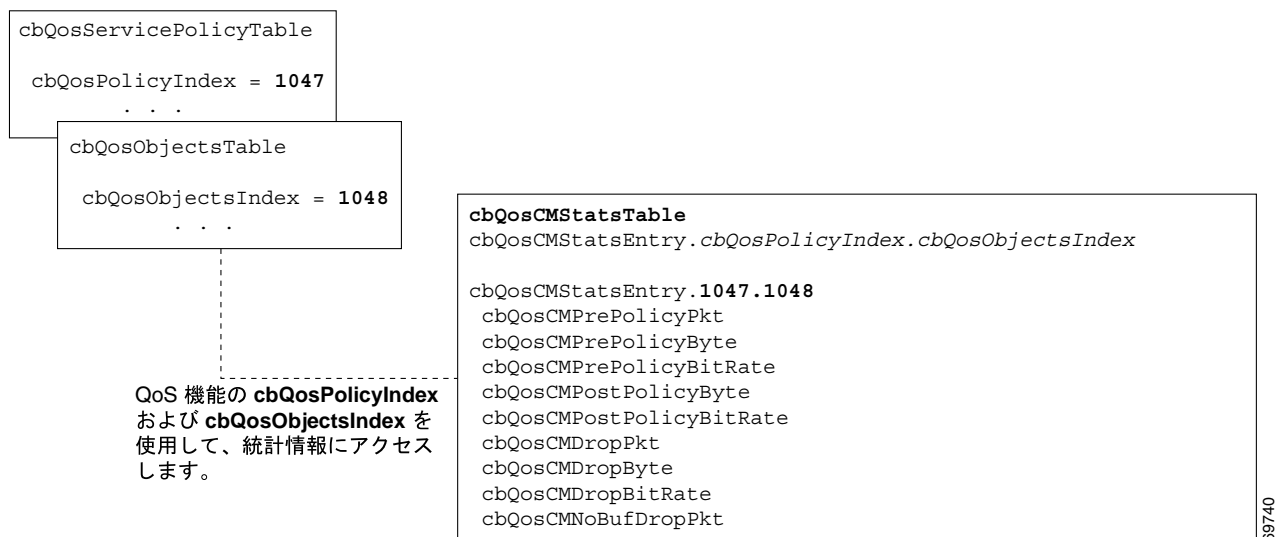 cbQosServicePolicyTable
cbQosPolicyIndex = 1047
. . .
cbQosObjectsTable
cbQosObjectsIndex = 1048
. . .
QoS 機能の cbQosPolicyIndex
および cbQosObjectsIndex を
使用して、統計情報にアクセス
します。
cbQosCMStatsTable
cbQosCMStatsEntry.cbQosPolicyIndex.cbQosObjectsIndex
cbQosCMStatsEntry.1047.1048
cbQosCMPrePolicyPkt
cbQosCMPrePolicyByte
cbQosCMPrePolicyBitRate
cbQosCMPostPolicyByte
cbQosCMPostPolicyBitRate
cbQosCMDropPkt
cbQosCMDropByte
cbQosCMDropBitRate
cbQosCMNoBufDropPkt